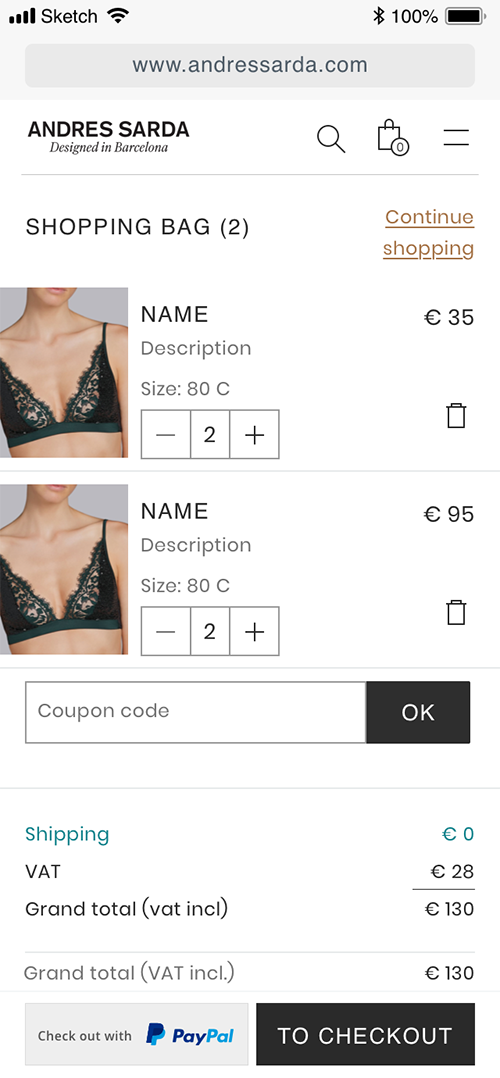 Sketch 100%
www.andressarda.com
ANDRES SARDA
Designed in Barcelona
0
SHOPPING BAG (2)
Continue
shopping
NAME € 35
Description
Size: 80 C
2
NAME € 95
Description
Size: 80 C
2
Coupon code OK
Shipping € 0
VAT € 28
Grand total (vat incl) € 130
Grand total (VAT incl.) € 130
Check out with PayPal TO CHECKOUT